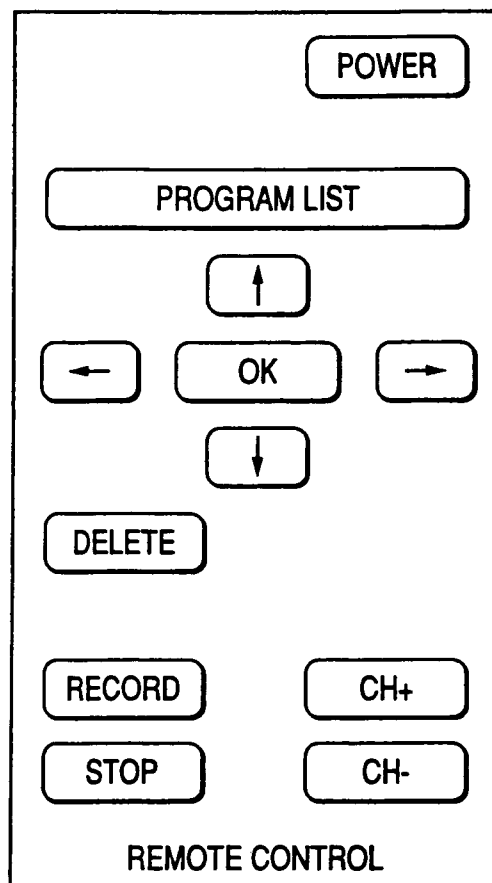 POWER
PROGRAM LIST
↑
← OK →
↓
DELETE
RECORD CH+
STOP CH-
REMOTE CONTROL